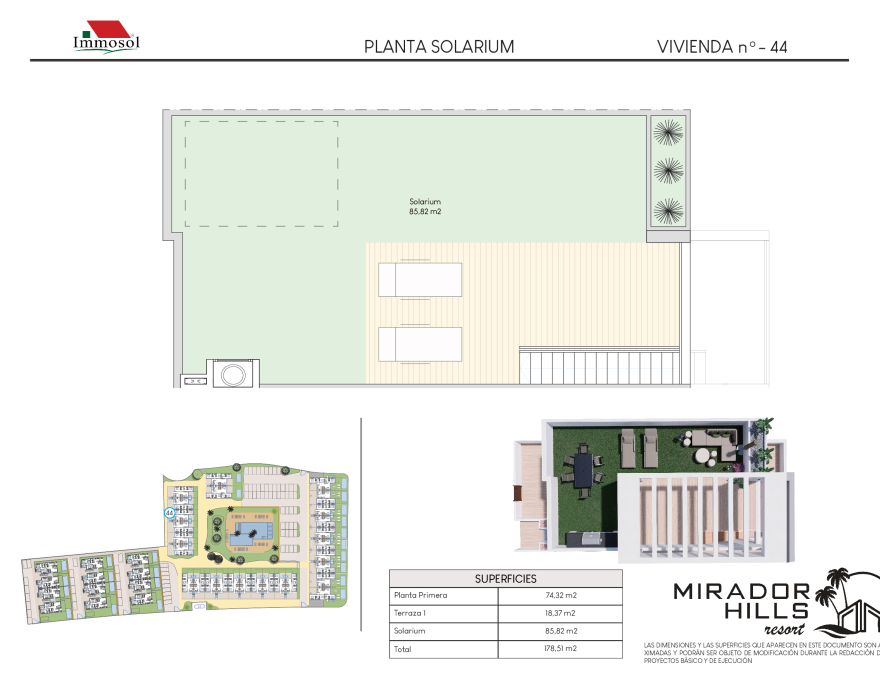 Immosol
PLANTA SOLARIUM
VIVIENDA nº - 44
Solarium
85,82 m2
44
SUPERFICIES
Planta Primera 74,32 m2
Terraza 1 18,37 m2
Solarium 85,82 m2
Total 178,51 m2
MIRADOR
HILLS
resort
LAS DIMENSIONES Y LAS SUPERFICIES QUE APARECEN EN ESTE DOCUMENTO SON A
XIMADAS Y PODRÁN SER OBJETO DE MODIFICACIÓN DURANTE LA REDACCIÓN D
PROYECTOS BÁSICO Y DE EJECUCIÓN